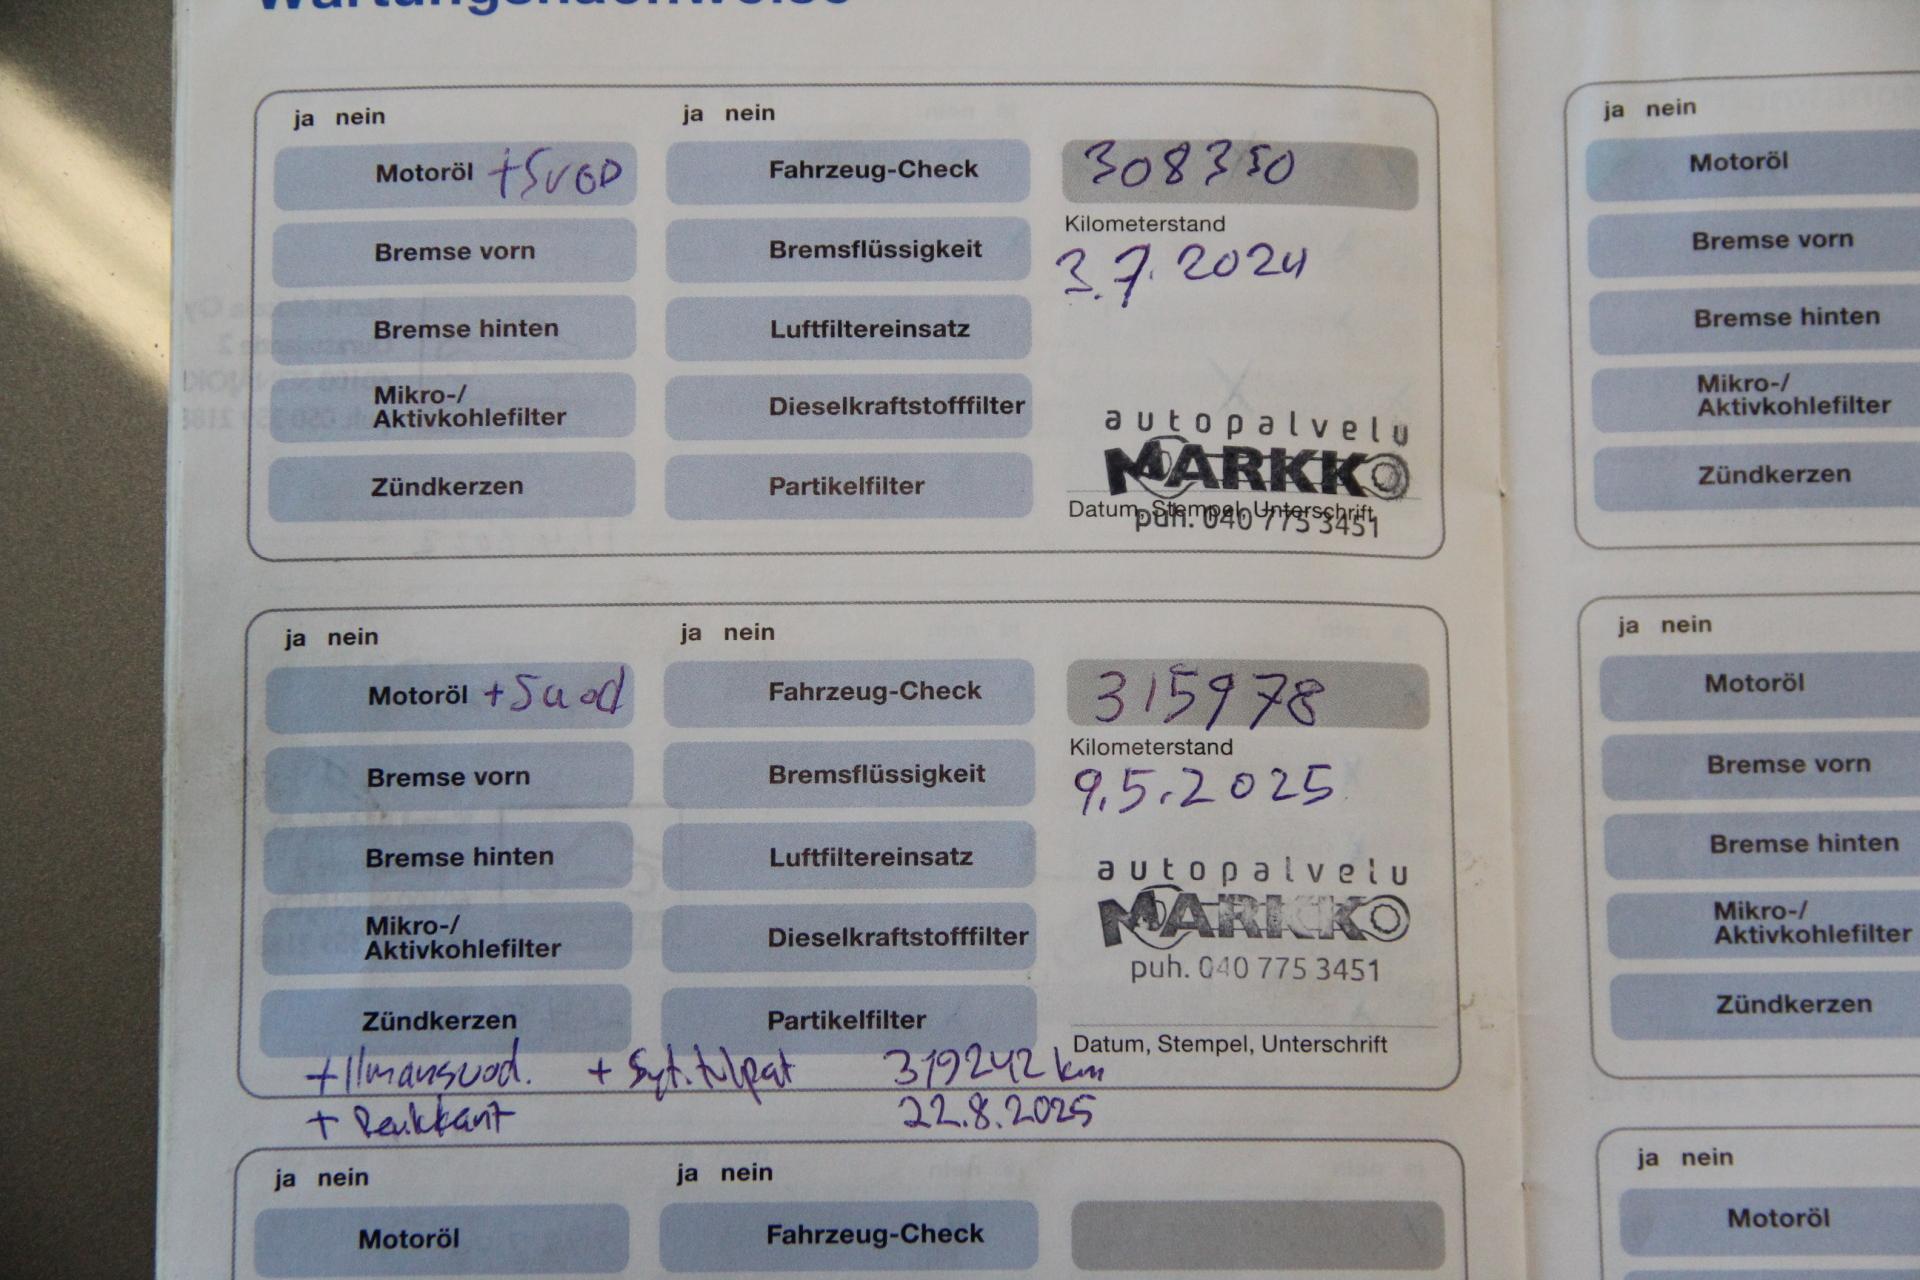 Wartungsnachweise
ja nein
ja nein
Motoröl +Suod
Fahrzeug-Check
308350
Bremse vorn
Bremsflüssigkeit
Kilometerstand
3.7.2024
Bremse hinten
Luftfiltereinsatz
Mikro-/
Aktivkohlefilter
Dieselkraftstofffilter
autopalvelu
MARKKO
Zündkerzen
Partikelfilter
Datum, Stempel, Unterschrift
puh. 040 775 3451
ja nein
ja nein
Motoröl +Suod
Fahrzeug-Check
315978
Bremse vorn
Bremsflüssigkeit
Kilometerstand
9.5.2025
Bremse hinten
Luftfiltereinsatz
autopalvelu
MARKKO
Mikro-/
Aktivkohlefilter
Dieselkraftstofffilter
puh. 040 775 3451
Zündkerzen
Partikelfilter
Datum, Stempel, Unterschrift
+Ilmansuod. + Syt.tulpat 319242 km
+ 22.8.2025
ja nein
ja nein
Motoröl
Fahrzeug-Check
ja nein
Motoröl
Bremse vorn
Bremse hinten
Mikro-/
Aktivkohlefilter
Zündkerzen
ja nein
Motoröl
Bremse vorn
Bremse hinten
Mikro-/
Aktivkohlefilter
Zündkerzen
ja nein
Motoröl